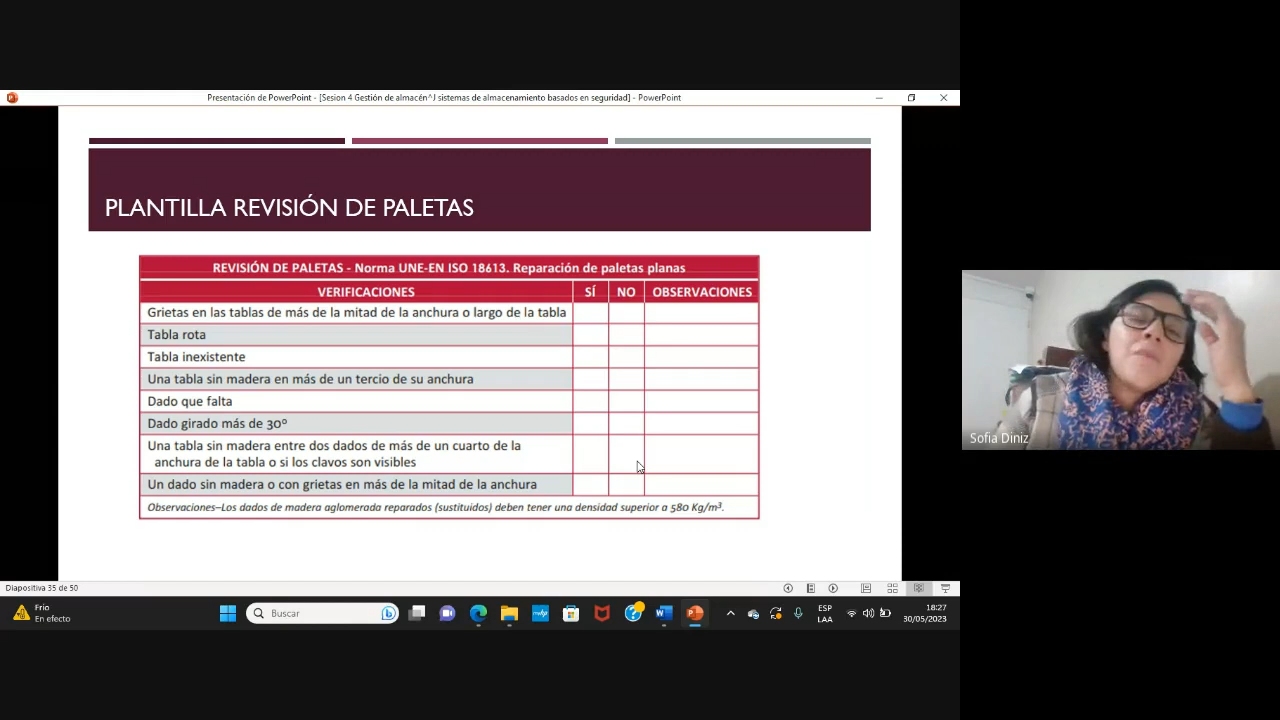 Presentación de PowerPoint - [Sesion 4 Gestión de almacén^J sistemas de almacenamiento basados en seguridad] - PowerPoint
PLANTILLA REVISIÓN DE PALETAS
REVISIÓN DE PALETAS - Norma UNE-EN ISO 18613. Reparación de paletas planas
VERIFICACIONES SÍ NO OBSERVACIONES
Grietas en las tablas de más de la mitad de la anchura o largo de la tabla
Tabla rota
Tabla inexistente
Una tabla sin madera en más de un tercio de su anchura
Dado que falta
Dado girado más de 30º
Una tabla sin madera entre dos dados de más de un cuarto de la
anchura de la tabla o si los clavos son visibles
Un dado sin madera o con grietas en más de la mitad de la anchura
Observaciones–Los dados de madera aglomerada reparados (sustituidos) deben tener una densidad superior a 580 Kg/m³.
Sofia Diniz
Diapositiva 35 de 50
Frío
En efecto
Buscar
ESP
LAA
18:27
30/05/2023